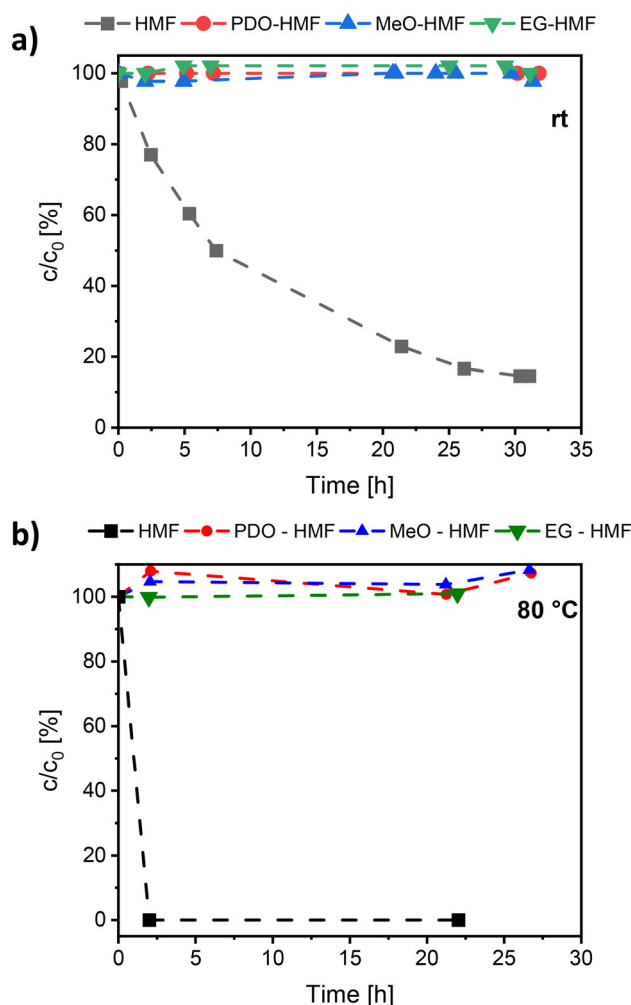 a)
HMF PDO-HMF MeO-HMF EG-HMF
100
80
60
40
20
0
c/c0 [%]
rt
0 5 10 15 20 25 30 35
Time [h]
b)
HMF PDO - HMF MeO - HMF EG - HMF
100
80
60
40
20
0
c/c0 [%]
80 °C
0 5 10 15 20 25 30
Time [h]